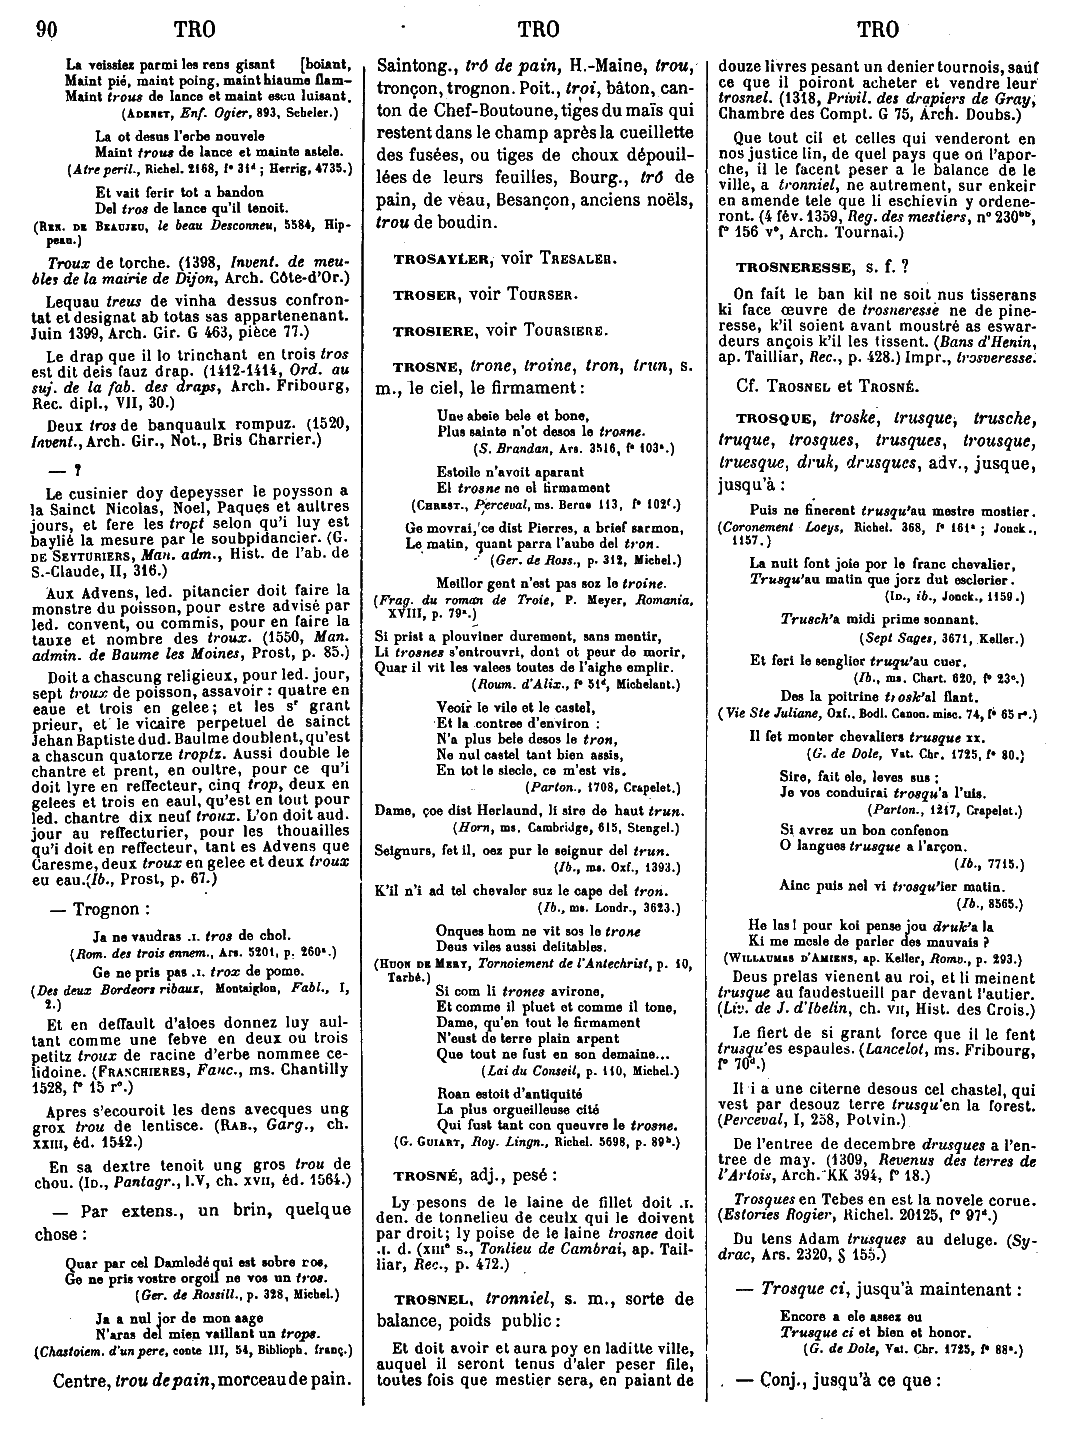 90 TRO TRO TRO
La veissiez parmi les rens gisant [boiant,
Maint pié, maint poing, maint hiaume flam-
Maint trous de lance et maint escu luisant.
(ADENET, Enf. Ogier, 893, Scheler.)
La ot desus l'erbe nouvele
Maint trous de lance et mainte astele.
(Atre peril., Richel. 2168, f° 31d ; Herrig, 4735.)
Et vait ferir tot a bandon
Del tros de lance qu'il tenoit.
(REN. DE BEAUJEU, le beau Desconneu, 5584, Hip-
peau.)
Troux de torche. (1398, Invent. de meu-
bles de la mairie de Dijon, Arch. Côte-d'Or.)
Lequau treus de vinha dessus confron-
tat et designat ab totas sas appartenenant.
Juin 1399, Arch. Gir. G 463, pièce 77.)
Le drap que il lo trinchant en trois tros
est dit deis fauz drap. (1412-1414, Ord. au
suj. de la fab. des draps, Arch. Fribourg,
Rec. dipl., VII, 30.)
Deux tros de banquaulx rompuz. (1520,
Invent., Arch. Gir., Not., Bris Charrier.)
— ?
Le cusinier doy depeysser le poysson a
la Sainct Nicolas, Noel, Paques et aultres
jours, et fere les tropt selon qu'i luy est
baylié la mesure par le soubpidancier. (G.
DE SEYTURIERS, Man. adm., Hist. de l'ab. de
S.-Claude, II, 316.)
Aux Advens, led. pitancier doit faire la
monstre du poisson, pour estre advisé par
led. convent, ou commis, pour en faire la
tauxe et nombre des troux. (1550, Man.
admin. de Baume les Moines, Prost, p. 85.)
Doit a chascung religieux, pour led. jour,
sept troux de poisson, assavoir : quatre en
eaue et trois en gelee; et les sr grant
prieur, et le vicaire perpetuel de sainct
Jehan Baptiste dud. Baulme doublent, qu'est
a chascun quatorze troptz. Aussi double le
chantre et prent, en oultre, pour ce qu'i
doit lyre en reffecteur, cinq trop, deux en
gelees et trois en eaul, qu'est en tout pour
led. chantre dix neuf troux. L'on doit aud.
jour au reffecturier, pour les thouailles
qu'i doit en reffecteur, tant es Advens que
Caresme, deux troux en gelee et deux troux
eu eau.(Ib., Prost, p. 67.)
— Trognon :
Ja ne vaudras .I. tros de chol.
(Rom. des trois ennem., Ars. 5201, p. 260a.)
Ge ne pris pas .I. trox de pome.
(Des deux Bordeors ribauz, Montaiglon, Fabl., I,
2.)
Et en deffault d'aloes donnez luy aul-
tant comme une febve en deux ou trois
petitz troux de racine d'erbe nommee ce-
lidoine. (FRANCHIERES, Fauc., ms. Chantilly
1528, f° 15 r°.)
Apres s'ecouroit les dens avecques ung
grox trou de lentisce. (RAB., Garg., ch.
XXIII, éd. 1542.)
En sa dextre tenoit ung gros trou de
chou. (ID., Pantagr., l.V, ch. XVII, éd. 1564.)
— Par extens., un brin, quelque
chose :
Quar par cel Damledé qui est sobre ros,
Ge ne pris vostre orgoil ne vos un tros.
(Ger. de Rossill., p. 328, Michel.)
Ja a nul jor de mon aage
N'aras del mien vaillant un trops.
(Chastoiem. d'un pere, conte III, 54, Biblioph. franç.)
Centre, trou de pain, morceau de pain.
Saintong., trô de pain, H.-Maine, trou,
tronçon, trognon. Poit., troi, bâton, can-
ton de Chef-Boutoune, tiges du maïs qui
restent dans le champ après la cueillette
des fusées, ou tiges de choux dépouil-
lées de leurs feuilles, Bourg., trô de
pain, de véau, Besançon, anciens noëls,
trou de boudin.
TROSAYLER, voir TRESALER.
TROSER, voir TOURSER.
TROSIERE, voir TOURSIERE.
TROSNE, trone, troine, tron, trun, s.
m., le ciel, le firmament :
Une abeie bele et bone,
Plus sainte n'ot desos le trosne.
(S. Brandan, Ars. 3516, f° 103a.)
Estoile n'avoit aparant
El trosne ne el firmament
(CHREST., Perceval, ms. Berne 113, f° 102f.)
Ge movrai, ce dist Pierres, a brief sarmon,
Le matin, quant parra l'aube del tron.
(Ger. de Ross., p. 312, Michel.)
Meillor gent n'est pas soz le troine.
(Frag. du roman de Troie, P. Meyer, Romania,
XVIII, p. 79a.)
Si prist a plouviner durement, sans mentir,
Li trosnes s'entrouvri, dont ot peur de morir,
Quar il vit les valees toutes de l'aighe emplir.
(Roum. d'Alix., f° 51d, Michelant.)
Veoir le vile et le castel,
Et la contree d'environ :
N'a plus bele desos le tron,
Ne nul castel tant bien assis,
En tot le siecle, ce m'est vis.
(Parton., 1708, Crapelet.)
Dame, çoe dist Herlaund, li sire de haut trun.
(Horn, ms. Cambridge, 615, Stengel.)
Seignurs, fet il, oez pur le seignur del trun.
(Ib., ms. Oxf., 1393.)
K'il n'i ad tel chevaler suz le cape del tron.
(Ib., ms. Londr., 3623.)
Onques hom ne vit sos le trone
Deus viles aussi delitables.
(HUON DE MERY, Tornoiement de l'Antechrist, p. 10,
Tarbé.)
Si com li trones avirone,
Et comme il pluet et comme il tone,
Dame, qu'en tout le firmament
N'eust de terre plain arpent
Que tout ne fust en son demaine...
(Lai du Conseil, p. 110, Michel.)
Roan estoit d'antiquité
La plus orgueilleuse cité
Qui fust tant con queuvre le trosne.
(G. GUIART, Roy. Lingn., Richel. 5698, p. 89b.)
TROSNÉ, adj., pesé :
Ly pesons de le laine de fillet doit .I.
den. de tonnelieu de ceulx qui le doivent
par droit; ly poise de le laine trosnee doit
.I. d. (XIIIe s., Tonlieu de Cambrai, ap. Tail-
liar, Rec., p. 472.)
TROSNEL, tronniel, s. m., sorte de
balance, poids public :
Et doit avoir et aura poy en laditte ville,
auquel il seront tenus d'aler peser file,
toutes fois que mestier sera, en paiant de
douze livres pesant un denier tournois, sauf
ce que il poiront acheter et vendre leur
trosnel. (1318, Privil. des drapiers de Gray,
Chambre des Compt. G 75, Arch. Doubs.)
Que tout cil et celles qui venderont en
nos justice lin, de quel pays que on l'apor-
che, il le facent peser a le balance de le
ville, a tronniel, ne autrement, sur enkeir
en amende tele que li eschievin y ordene-
ront. (4 fév. 1359, Reg. des mestiers, n° 230bb,
f° 156 v°, Arch. Tournai.)
TROSNERESSE, s. f. ?
On fait le ban kil ne soit nus tisserans
ki face œuvre de trosneresse ne de pine-
resse, k'il soient avant moustré as eswar-
deurs ançois k'il les tissent. (Bans d'Henin,
ap. Tailliar, Rec., p. 428.) Impr., trosveresse.
Cf. TROSNEL et TROSNÉ.
TROSQUE, troske, trusque, trusche,
truque, trosques, trusques, trousque,
truesque, druk, drusques, adv., jusque,
jusqu'à :
Puis ne finerent trusqu'au mestre mostier.
(Coronement Looys, Richel. 368, f° 161a ; Jonck.,
1157.)
La nuit font joie por le franc chevalier,
Trusqu'au matin que jorz dut esclerier.
(ID., ib., Jonck., 1159.)
Trusch'a midi prime sonnant.
(Sept Sages, 3671, Keller.)
Et feri le senglier truqu'au cuer.
(Ib., ms. Chart. 620, f° 23c.)
Des la poitrine trosk'al flant.
(Vie Ste Juliane, Oxf., Bodl. Canon. misc. 74, f° 65 r°.)
Il fet monter chevaliers trusque XX.
(G. de Dole, Vat. Chr. 1725, f° 80.)
Sire, fait ele, leves sus ;
Je vos conduirai trosqu'a l'uis.
(Parton., 1217, Crapelet.)
Si avrez un bon confenon
O langues trusque a l'arçon.
(Ib., 7715.)
Ainc puis nel vi trosqu'ier matin.
(Ib., 8565.)
He las ! pour koi pense jou druk'a la
Ki me mesle de parler des mauvais ?
(WILLAUMES D'AMIENS, ap. Keller, Romv., p. 293.)
Deus prelas vienent au roi, et li meinent
trusque au faudestueill par devant l'autier.
(Liv. de J. d'Ibelin, ch. VII, Hist. des Crois.)
Le fiert de si grant force que il le fent
trusqu'es espaules. (Lancelot, ms. Fribourg,
f° 70d.)
Il i a une citerne desous cel chastel, qui
vest par desouz terre trusqu'en la forest.
(Perceval, I, 258, Potvin.)
De l'entree de decembre drusques a l'en-
tree de may. (1309, Revenus des terres de
l'Artois, Arch. KK 394, f° 18.)
Trosques en Tebes en est la novele corue.
(Estories Rogier, Richel. 20125, f° 97d.)
Du tens Adam trusques au deluge. (Sy-
drac, Ars. 2320, § 155.)
— Trosque ci, jusqu'à maintenant :
Encore a ele assez eu
Trusque ci et bien et honor.
(G. de Dole, Vat. Chr. 1725, f° 88a.)
— Conj., jusqu'à ce que :